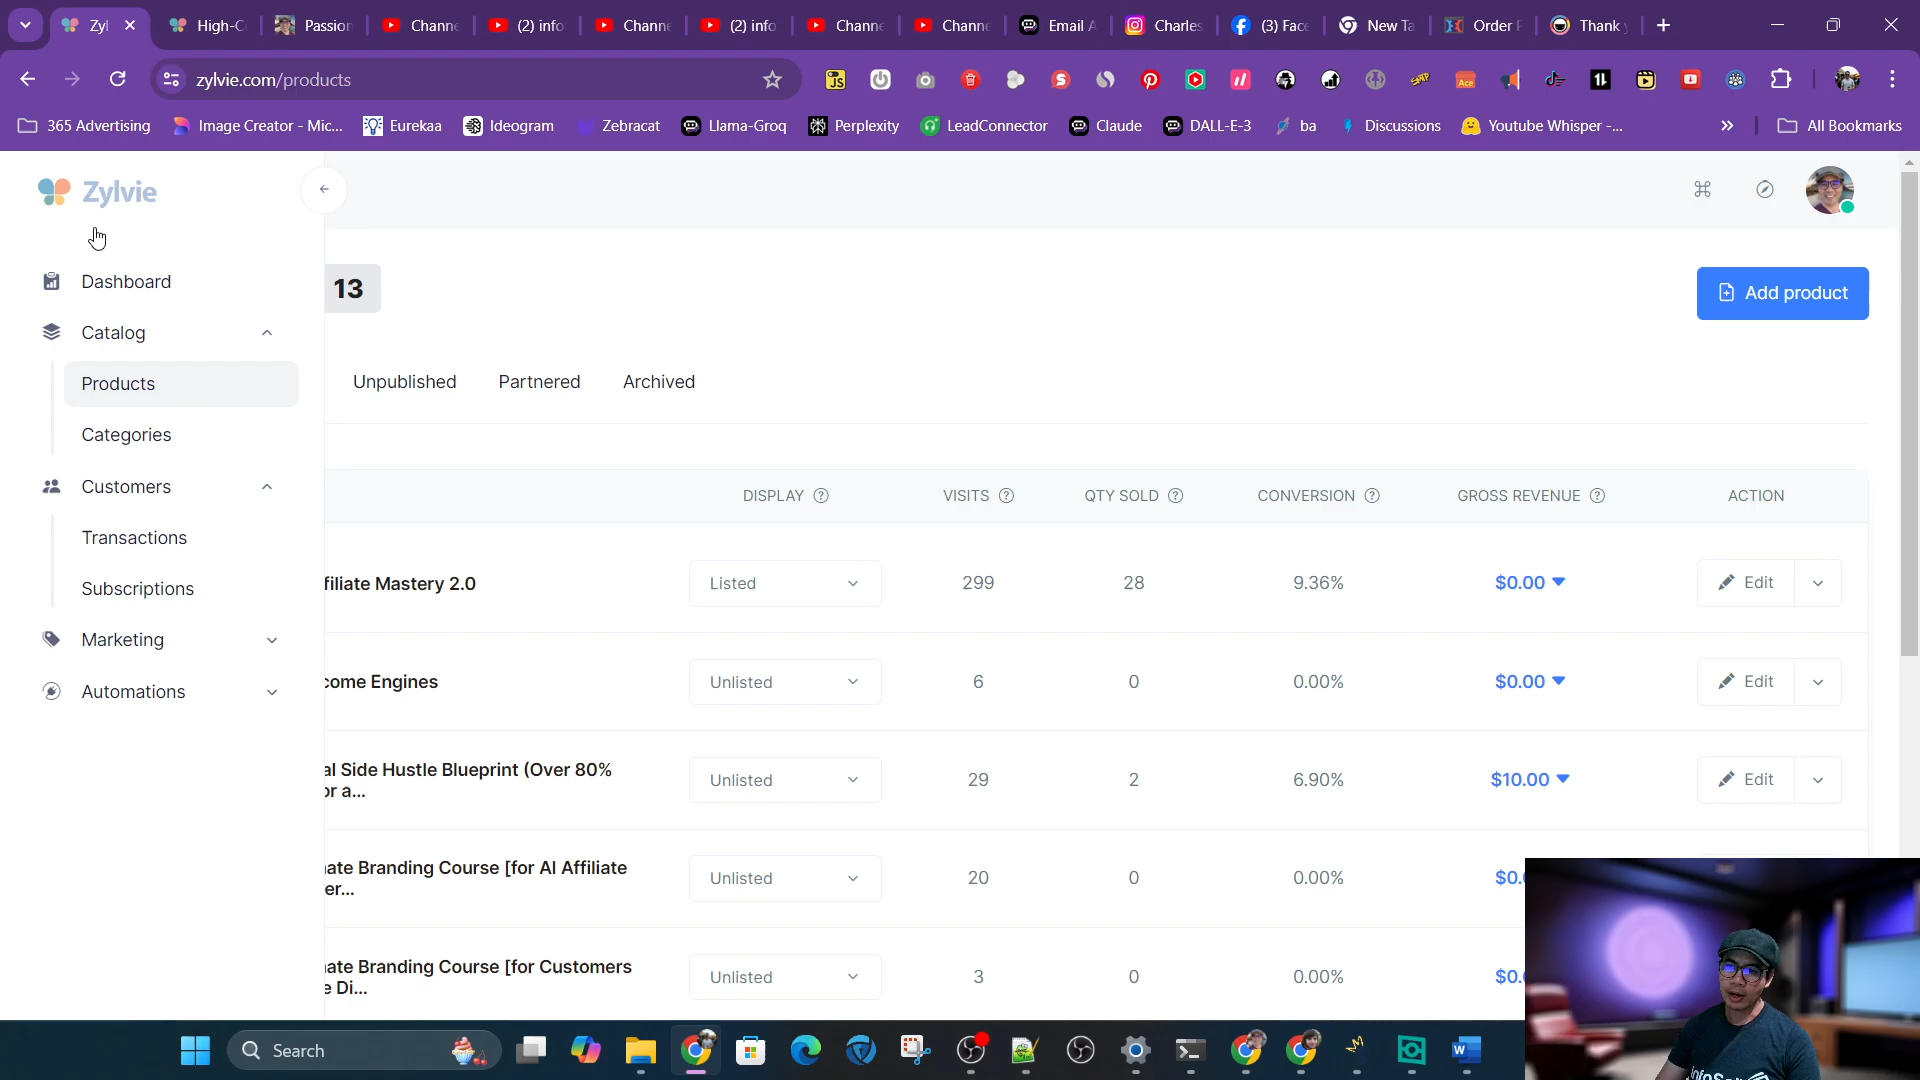 Zyl
High-C
Passion
Channe
(2) info
Channe
(2) info
Channe
Channe
Email A
Charles
(3) Face
New Ta
Order F
Thank y
zylvie.com/products
365 Advertising
Image Creator - Mic...
Eurekaa
Ideogram
Zebracat
Llama-Groq
Perplexity
LeadConnector
Claude
DALL-E-3
ba
Discussions
Youtube Whisper -...
All Bookmarks
Zylvie
Dashboard
13
Add product
Catalog
Products
Unpublished
Partnered
Archived
Categories
Customers
DISPLAY
VISITS
QTY SOLD
CONVERSION
GROSS REVENUE
ACTION
Transactions
Subscriptions
filiate Mastery 2.0
Listed
299
28
9.36%
$0.00
Edit
Marketing
Automations
come Engines
Unlisted
6
0
0.00%
$0.00
Edit
al Side Hustle Blueprint (Over 80%
or a...
Unlisted
29
2
6.90%
$10.00
Edit
ate Branding Course [for AI Affiliate
er...
Unlisted
20
0
0.00%
$0.
ate Branding Course [for Customers
e Di...
Unlisted
3
0
0.00%
$0.
Search